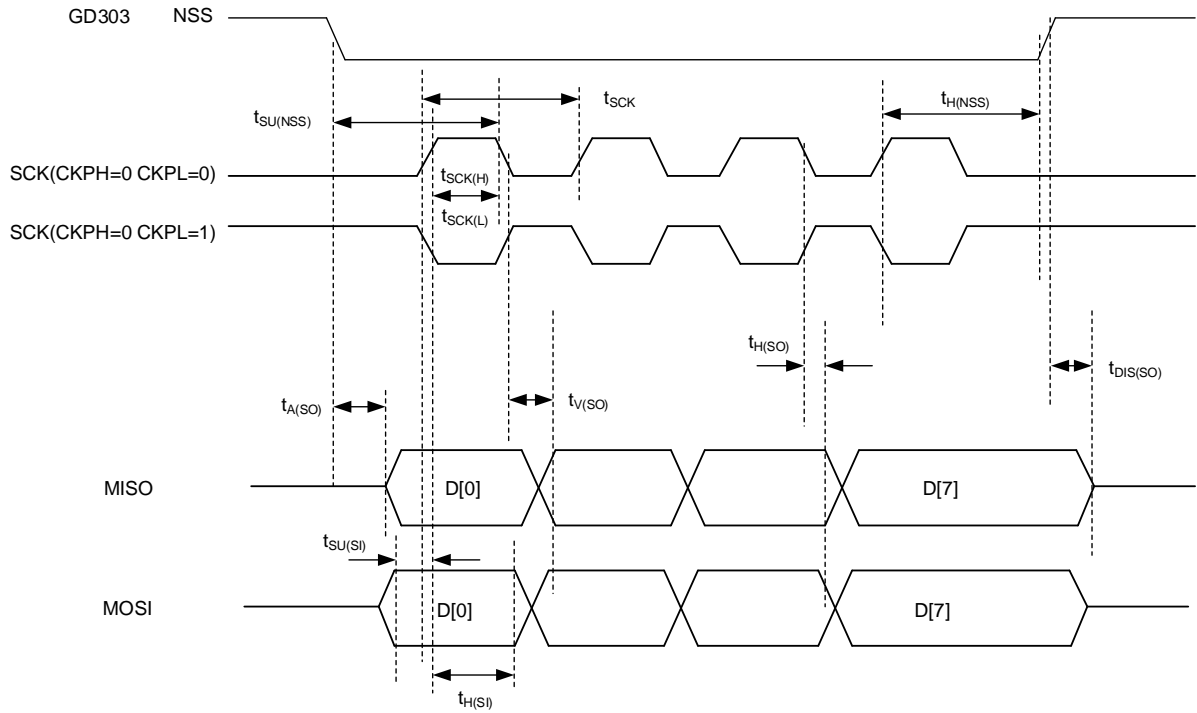 GD303 NSS
tSCK
tH(NSS)
tSU(NSS)
SCK(CKPH=0 CKPL=0)
tSCK(H)
tSCK(L)
SCK(CKPH=0 CKPL=1)
tH(SO)
tDIS(SO)
tA(SO)
tV(SO)
MISO
D[0]
D[7]
tSU(SI)
MOSI
D[0]
D[7]
tH(SI)